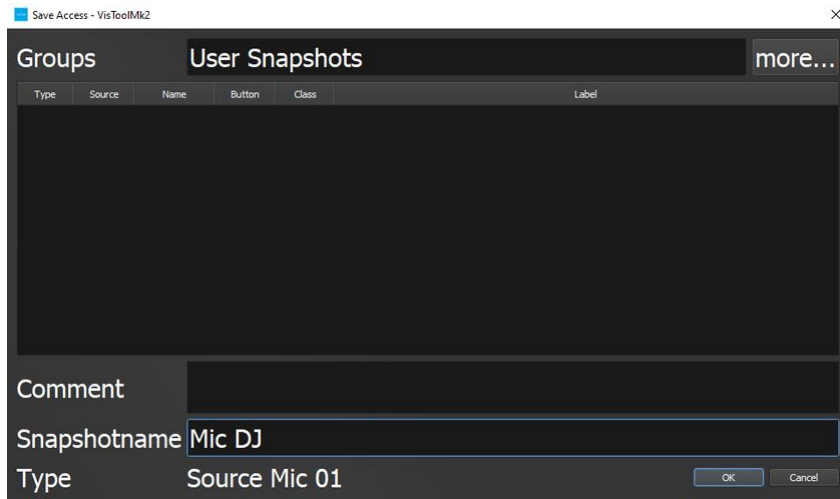 Save Access - VisToolMk2
Groups User Snapshots more...
Type Source Name Button Class Label
Comment
Snapshotname Mic DJ
Type Source Mic 01 OK Cancel